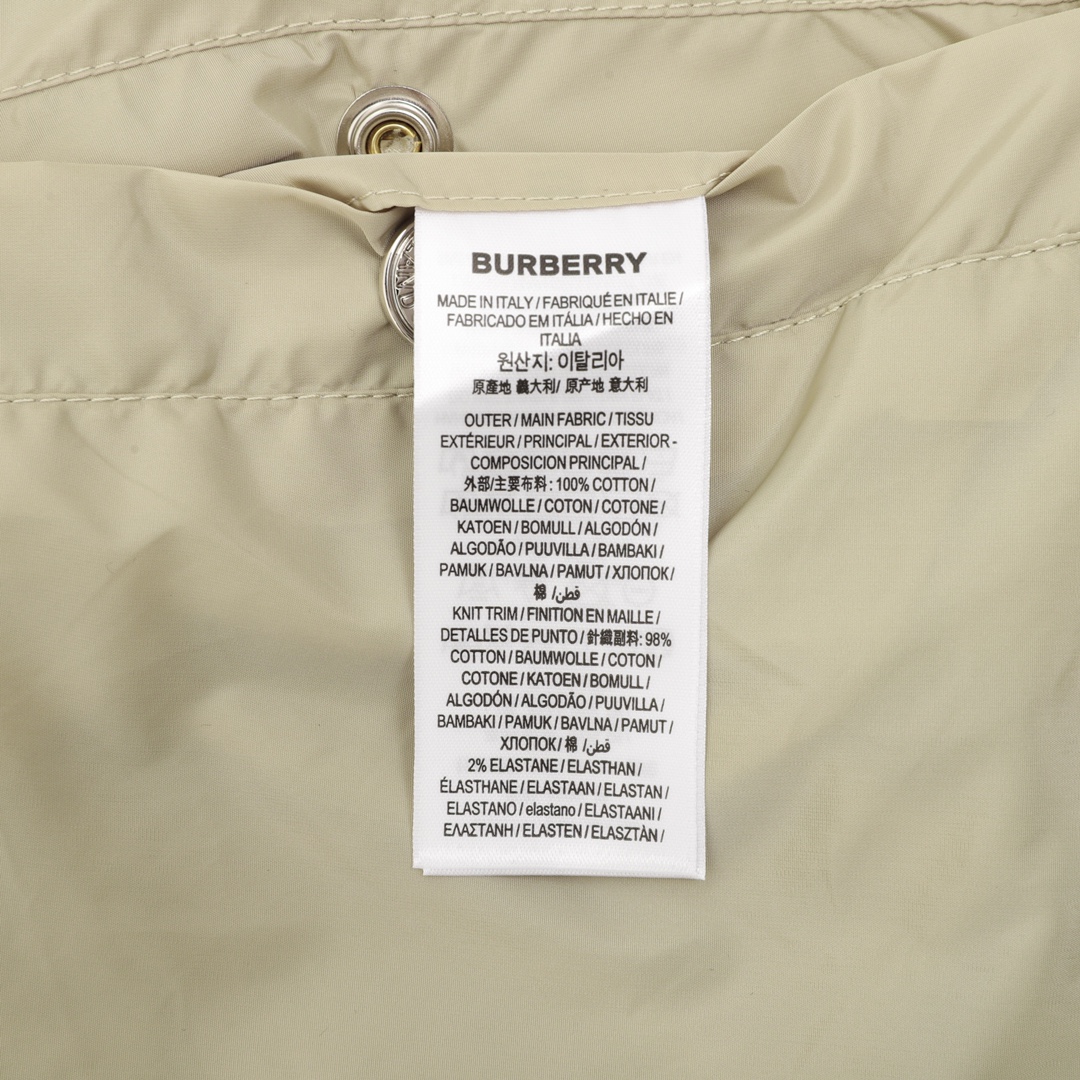 BURBERRY
MADE IN ITALY / FABRIQUÉ EN ITALIE /
FABRICADO EM ITÁLIA / HECHO EN
ITALIA
원산지: 이탈리아
原產地 義大利/ 原产地 意大利
OUTER / MAIN FABRIC / TISSU
EXTÉRIEUR / PRINCIPAL / EXTERIOR -
COMPOSICION PRINCIPAL /
外部/主要布料: 100% COTTON /
BAUMWOLLE / COTON / COTONE /
KATOEN / BOMULL / ALGODÓN /
ALGODÃO / PUUVILLA / BAMBAKI /
PAMUK / BAVLNA / PAMUT / ХЛОПОК /
棉 /قطن
KNIT TRIM / FINITION EN MAILLE /
DETALLES DE PUNTO / 針織副料: 98%
COTTON / BAUMWOLLE / COTON /
COTONE / KATOEN / BOMULL /
ALGODÓN / ALGODÃO / PUUVILLA /
BAMBAKI / PAMUK / BAVLNA / PAMUT /
ХЛОПОК / 棉 /قطن
2% ELASTANE / ELASTHAN /
ÉLASTHANE / ELASTAAN / ELASTAN /
ELASTANO / elastano / ELASTAANI /
ΕΛΑΣΤΑΝΗ / ELASTEN / ELASZTÀN /